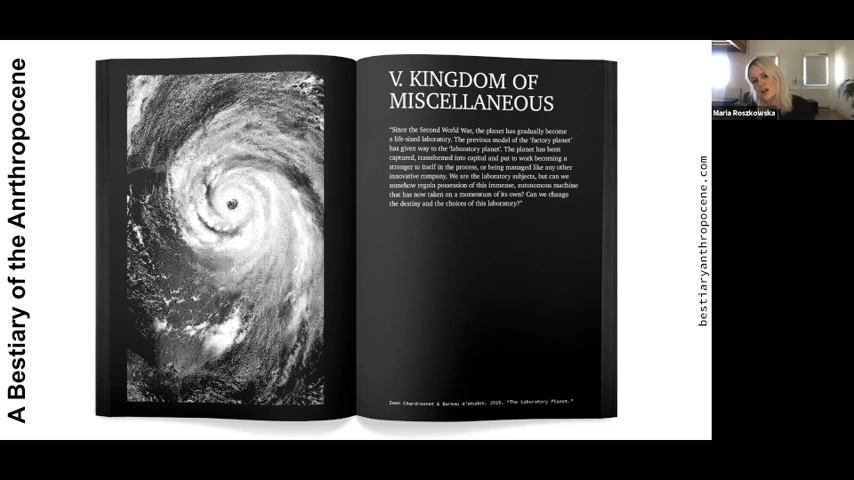 A Bestiary of the Anrthropocene
V. KINGDOM OF
MISCELLANEOUS
"Since the Second World War, the planet has gradually become
a life-sized laboratory. The previous model of the 'factory planet'
has given way to the 'laboratory planet'. The planet has been
captured, transformed into capital and put to work becoming a
stranger to itself in the process, or being managed like any other
innovative company. We are the laboratory subjects, but can we
somehow regain possession of this immense, autonomous machine
that has now taken on a momentum of its own? Can we change
the destiny and the choices of this laboratory?"
Ewen Chardronnet & Bureau d'études. 2016. "The Laboratory Planet."
bestiaryanthropocene.com
Maria Roszkowska